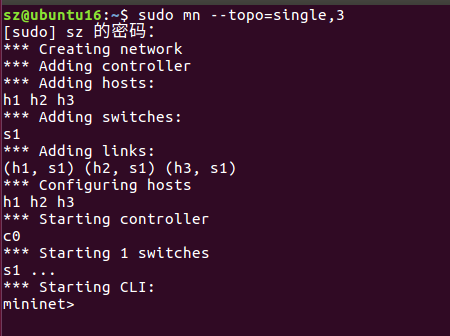 sz@ubuntu16:~$ sudo mn --topo=single,3
[sudo] sz 的密码：
*** Creating network
*** Adding controller
*** Adding hosts:
h1 h2 h3
*** Adding switches:
s1
*** Adding links:
(h1, s1) (h2, s1) (h3, s1)
*** Configuring hosts
h1 h2 h3
*** Starting controller
c0
*** Starting 1 switches
s1 ...
*** Starting CLI:
mininet>